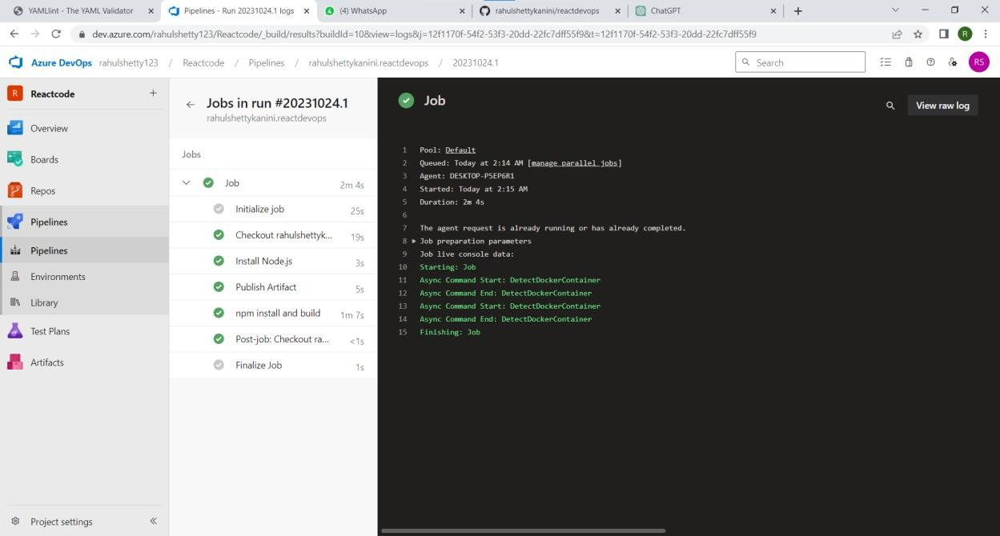 YAMLlint - The YAML Validator
Pipelines - Run 20231024.1 logs
(4) WhatsApp
rahulshettykanini/reactdevops
ChatGPT
dev.azure.com/rahulshetty123/Reactcode/_build/results?buildId=10&view=logs&j=12f1170f-54f2-53f3-20dd-22fc7dff55f9&t=12f1170f-54f2-53f3-20dd-22fc7dff55f9
R
Azure DevOps rahulshetty123 / Reactcode / Pipelines / rahulshettykanini.reactdevops / 20231024.1
Search
RS
R Reactcode
Overview
Boards
Repos
Pipelines
Pipelines
Environments
Library
Test Plans
Artifacts
Project settings
Jobs in run #20231024.1
rahulshettykanini.reactdevops
Jobs
Job 2m 4s
Initialize job 25s
Checkout rahulshettyk... 19s
Install Node.js 3s
Publish Artifact 5s
npm install and build 1m 7s
Post-job: Checkout ra... <1s
Finalize Job 1s
Job
View raw log
1 Pool: Default
2 Queued: Today at 2:14 AM [manage parallel jobs]
3 Agent: DESKTOP-P5EP6R1
4 Started: Today at 2:15 AM
5 Duration: 2m 4s
6
7 The agent request is already running or has already completed.
8 Job preparation parameters
9 Job live console data:
10 Starting: Job
11 Async Command Start: DetectDockerContainer
12 Async Command End: DetectDockerContainer
13 Async Command Start: DetectDockerContainer
14 Async Command End: DetectDockerContainer
15 Finishing: Job